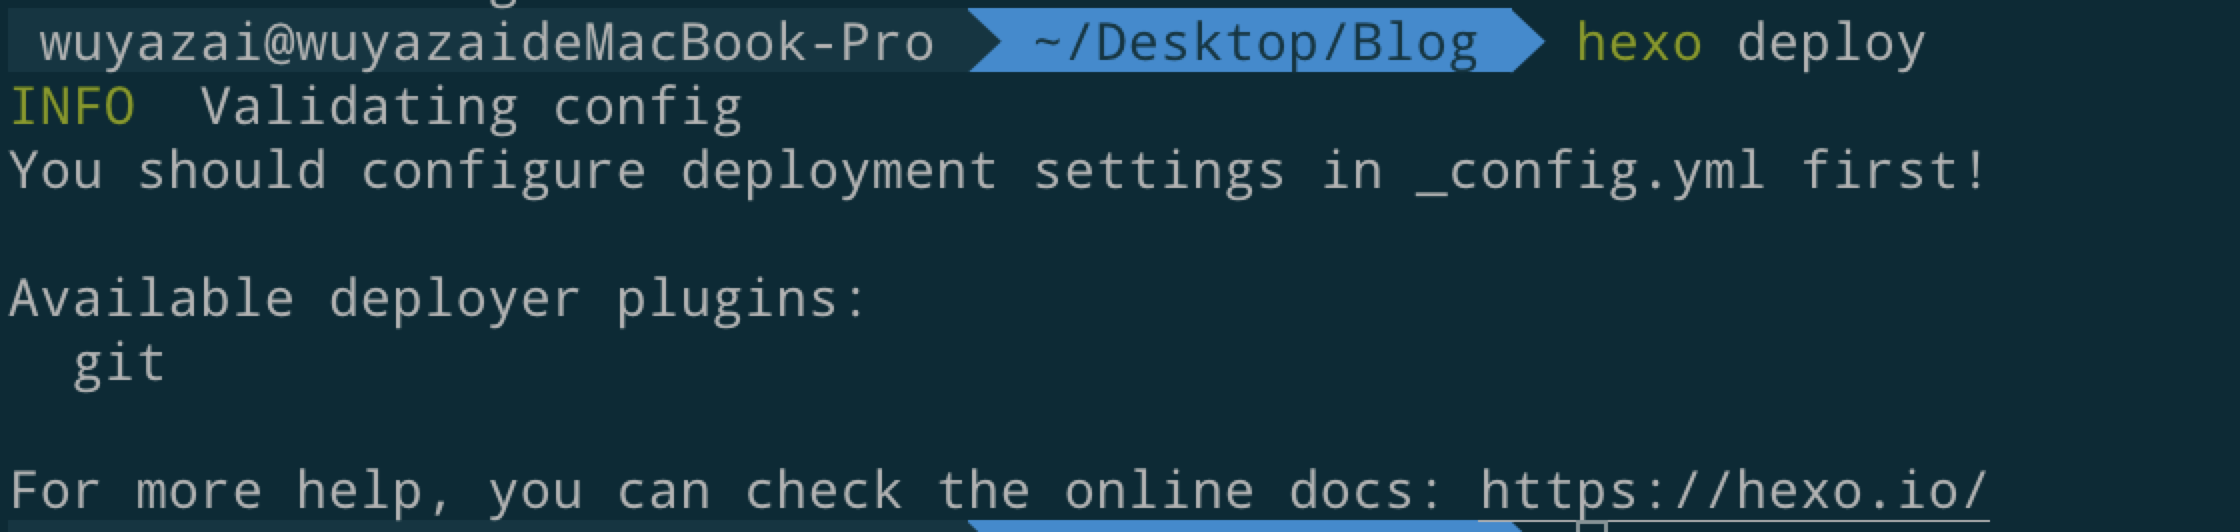 wuyazai@wuyazaideMacBook-Pro ~/Desktop/Blog hexo deploy
INFO  Validating config
You should configure deployment settings in _config.yml first!
Available deployer plugins:
  git
For more help, you can check the online docs: https://hexo.io/